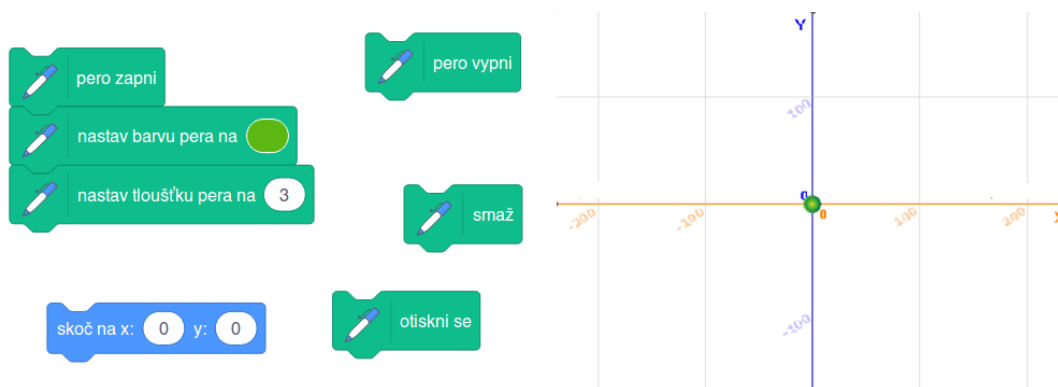 pero zapni
nastav barvu pera na
nastav tloušťku pera na 3
pero vypni
smaž
skoč na x: 0 y: 0
otiskni se
Y
100
0
-200
-100
0
100
200
X
-100